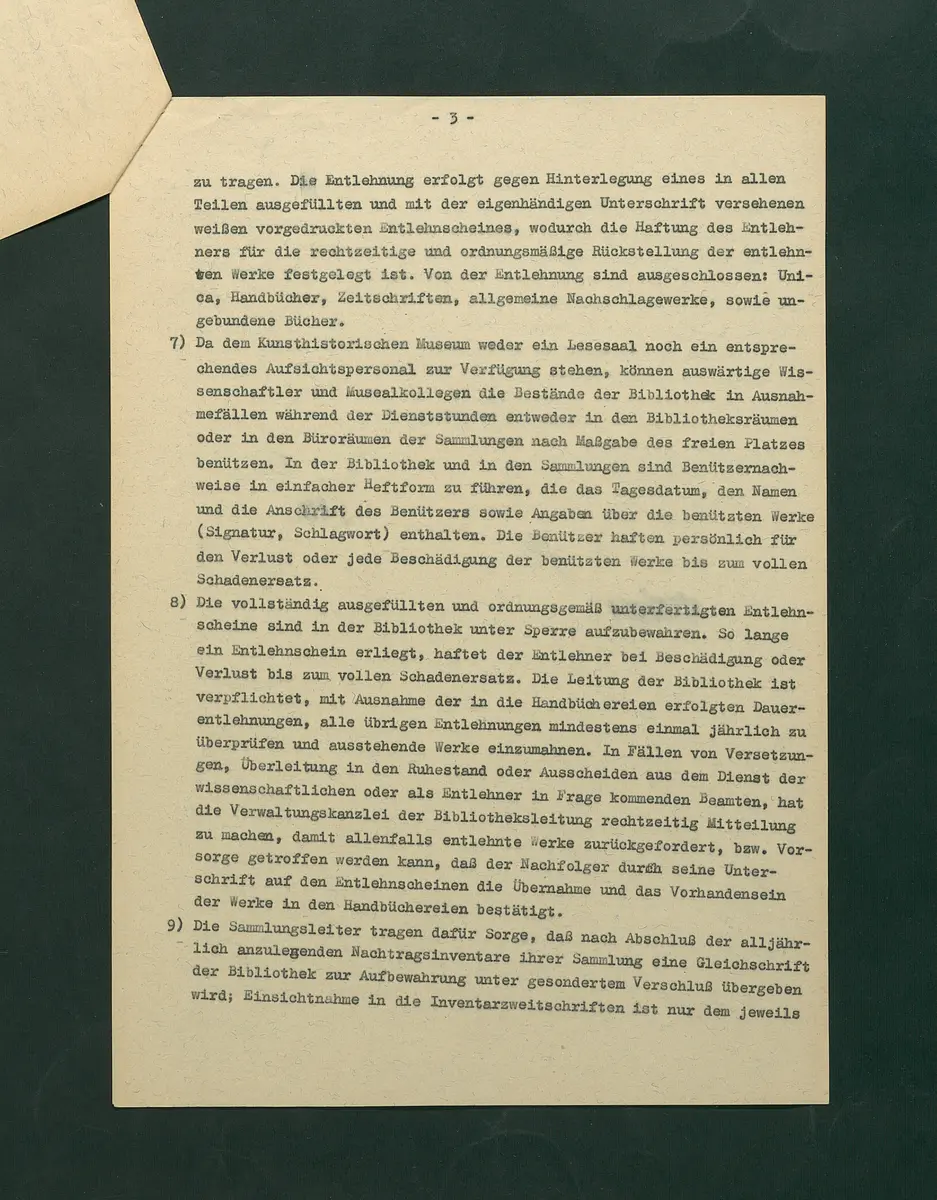 - 3 -
zu tragen. Die Entlehnung erfolgt gegen Hinterlegung eines in allen
Teilen ausgefüllten und mit der eigenhändigen Unterschrift versehenen
weißen vorgedruckten Entlehnscheines, wodurch die Haftung des Entleh-
ners für die rechtzeitige und ordnungsmäßige Rückstellung der entlehn-
ten Werke festgelegt ist. Von der Entlehnung sind ausgeschlossen: Uni-
ca, Handbücher, Zeitschriften, allgemeine Nachschlagewerke, sowie un-
gebundene Bücher.
7) Da dem Kunsthistorischen Museum weder ein Lesesaal noch ein entspre-
chendes Aufsichtspersonal zur Verfügung stehen, können auswärtige Wis-
senschaftler und Musealkollegen die Bestände der Bibliothek in Ausnah-
mefällen während der Dienststunden entweder in den Bibliotheksräumen
oder in den Büroräumen der Sammlungen nach Maßgabe des freien Platzes
benützen. In der Bibliothek und in den Sammlungen sind Benützernach-
weise in einfacher Heftform zu führen, die das Tagesdatum, den Namen
und die Anschrift des Benützers sowie Angaben über die benützten Werke
(Signatur, Schlagwort) enthalten. Die Benützer haften persönlich für
den Verlust oder jede Beschädigung der benützten Werke bis zum vollen
Schadenersatz.
8) Die vollständig ausgefüllten und ordnungsgemäß unterfertigten Entlehn-
scheine sind in der Bibliothek unter Sperre aufzubewahren. So lange
ein Entlehnschein erliegt, haftet der Entlehner bei Beschädigung oder
Verlust bis zum vollen Schadenersatz. Die Leitung der Bibliothek ist
verpflichtet, mit Ausnahme der in die Handbüchereien erfolgten Dauer-
entlehnungen, alle übrigen Entlehnungen mindestens einmal jährlich zu
überprüfen und ausstehende Werke einzumahnen. In Fällen von Versetzun-
gen, Überleitung in den Ruhestand oder Ausscheiden aus dem Dienst der
wissenschaftlichen oder als Entlehner in Frage kommenden Beamten, hat
die Verwaltungskanzlei der Bibliotheksleitung rechtzeitig Mitteilung
zu machen, damit allenfalls entlehnte Werke zurückgefordert, bzw. Vor-
sorge getroffen werden kann, daß der Nachfolger durch seine Unter-
schrift auf den Entlehnscheinen die Übernahme und das Vorhandensein
der Werke in den Handbüchereien bestätigt.
9) Die Sammlungsleiter tragen dafür Sorge, daß nach Abschluß der alljähr-
lich anzulegenden Nachtragsinventare ihrer Sammlung eine Gleichschrift
der Bibliothek zur Aufbewahrung unter gesondertem Verschluß übergeben
wird; Einsichtnahme in die Inventarzweitschriften ist nur dem jeweils